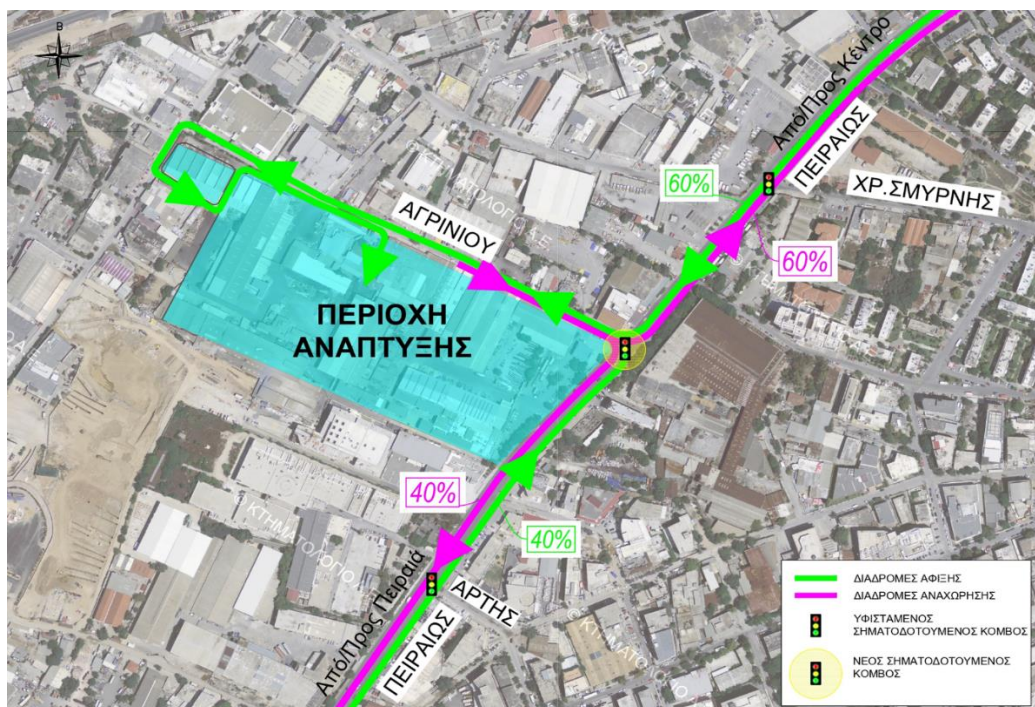 Β
Από/Προς Κέντρο
ΠΕΙΡΑΙΩΣ
60%
ΧΡ.ΣΜΥΡΝΗΣ
ΑΓΡΙΝΙΟΥ
60%
ΠΕΡΙΟΧΗ
ΑΝΑΠΤΥΞΗΣ
40%
40%
ΚΤΗΜΑΤΟΛΟΓΙΟ
Από/Προς Πειραιά
ΠΕΙΡΑΙΩΣ
ΑΡΤΗΣ
ΔΙΑΔΡΟΜΕΣ ΑΦΙΞΗΣ
ΔΙΑΔΡΟΜΕΣ ΑΝΑΧΩΡΗΣΗΣ
ΥΦΙΣΤΑΜΕΝΟΣ
ΣΗΜΑΤΟΔΟΤΟΥΜΕΝΟΣ ΚΟΜΒΟΣ
ΝΕΟΣ ΣΗΜΑΤΟΔΟΤΟΥΜΕΝΟΣ
ΚΟΜΒΟΣ